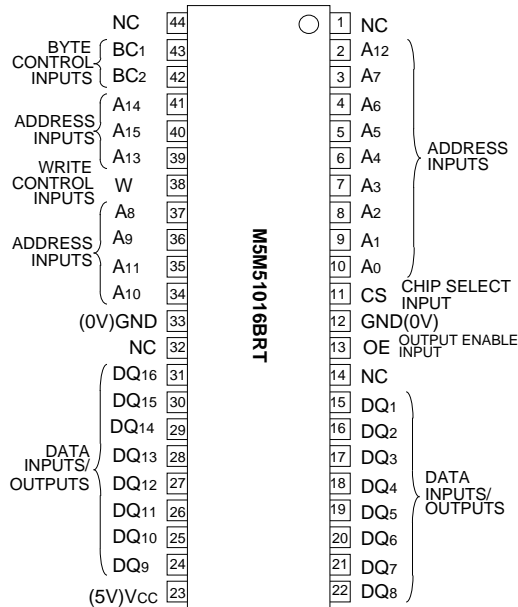 NC 44
BYTE CONTROL INPUTS
BC1 43
BC2 42
ADDRESS INPUTS
A14 41
A15 40
A13 39
WRITE CONTROL INPUTS
W 38
ADDRESS INPUTS
A8 37
A9 36
A11 35
A10 34
(0V)GND 33
NC 32
DATA INPUTS/ OUTPUTS
DQ16 31
DQ15 30
DQ14 29
DQ13 28
DQ12 27
DQ11 26
DQ10 25
DQ9 24
(5V)VCC 23
M5M51016BRT
1 NC
2 A12
3 A7
4 A6
5 A5
6 A4
7 A3
8 A2
9 A1
10 A0
ADDRESS INPUTS
11 CS CHIP SELECT INPUT
12 GND(0V)
13 OE OUTPUT ENABLE INPUT
14 NC
15 DQ1
16 DQ2
17 DQ3
18 DQ4
19 DQ5
20 DQ6
21 DQ7
22 DQ8
DATA INPUTS/ OUTPUTS